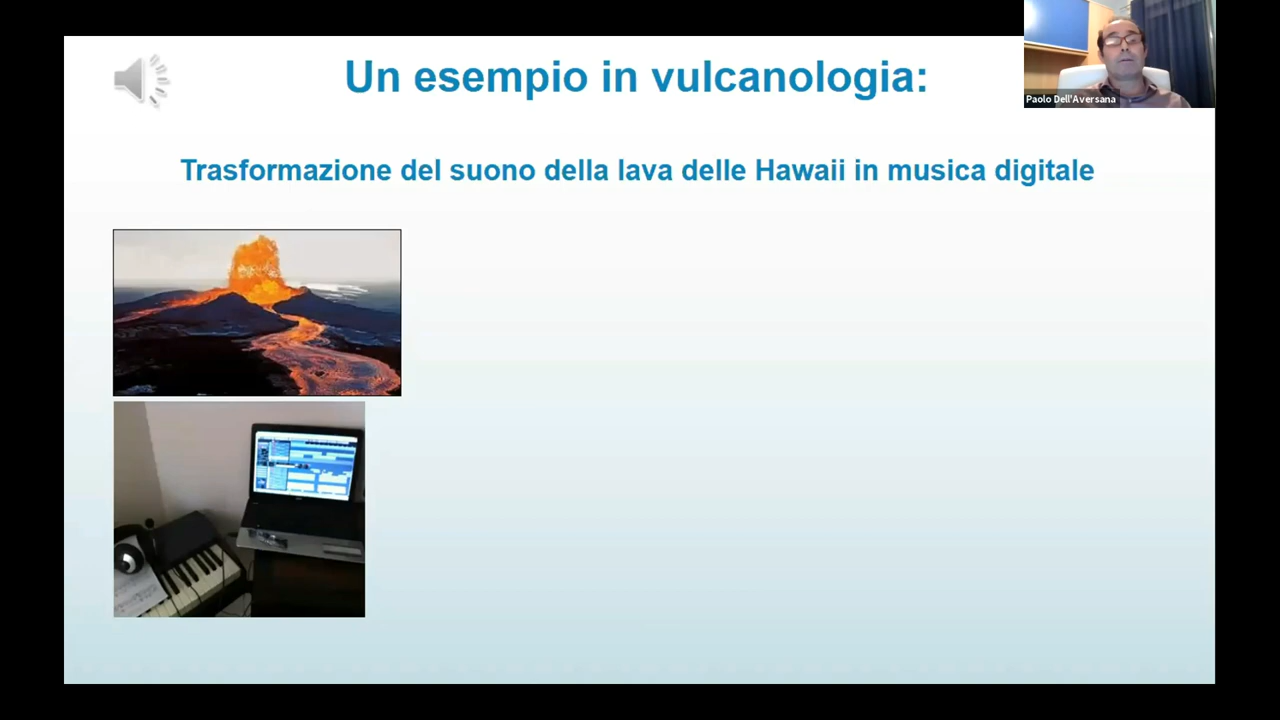 Un esempio in vulcanologia:
Paolo Dell'Aversana
Trasformazione del suono della lava delle Hawaii in musica digitale